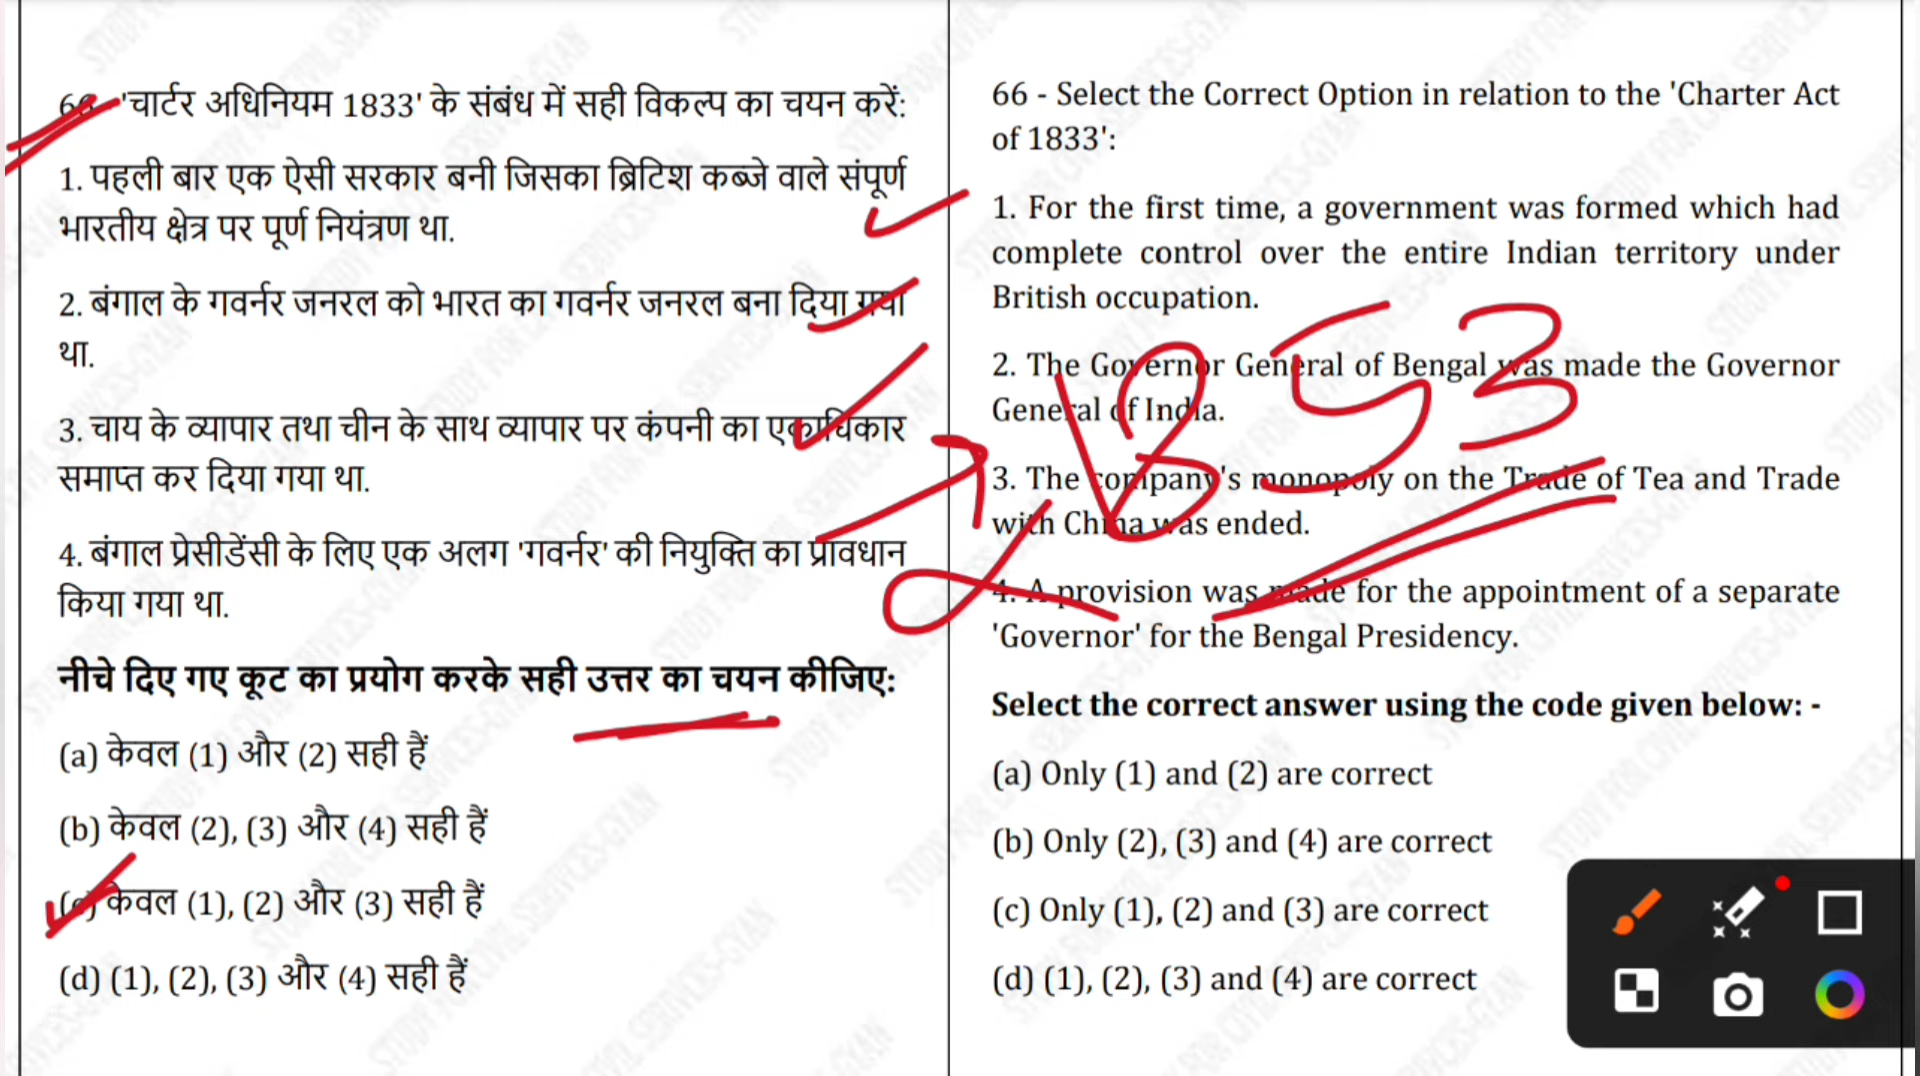 66 - 'चार्टर अधिनियम 1833' के संबंध में सही विकल्प का चयन करें:
1. पहली बार एक ऐसी सरकार बनी जिसका ब्रिटिश कब्जे वाले संपूर्ण
भारतीय क्षेत्र पर पूर्ण नियंत्रण था.
2. बंगाल के गवर्नर जनरल को भारत का गवर्नर जनरल बना दिया गया
था.
3. चाय के व्यापार तथा चीन के साथ व्यापार पर कंपनी का एकाधिकार
समाप्त कर दिया गया था.
4. बंगाल प्रेसीडेंसी के लिए एक अलग 'गवर्नर' की नियुक्ति का प्रावधान
किया गया था.
नीचे दिए गए कूट का प्रयोग करके सही उत्तर का चयन कीजिए:
(a) केवल (1) और (2) सही हैं
(b) केवल (2), (3) और (4) सही हैं
(c) केवल (1), (2) और (3) सही हैं
(d) (1), (2), (3) और (4) सही हैं
66 - Select the Correct Option in relation to the 'Charter Act
of 1833':
1. For the first time, a government was formed which had
complete control over the entire Indian territory under
British occupation.
2. The Governor General of Bengal was made the Governor
General of India.
3. The company's monopoly on the Trade of Tea and Trade
with China was ended.
4. A provision was made for the appointment of a separate
'Governor' for the Bengal Presidency.
Select the correct answer using the code given below: -
(a) Only (1) and (2) are correct
(b) Only (2), (3) and (4) are correct
(c) Only (1), (2) and (3) are correct
(d) (1), (2), (3) and (4) are correct
1853
STUDY FOR CIVIL SERIVCES-GYAN